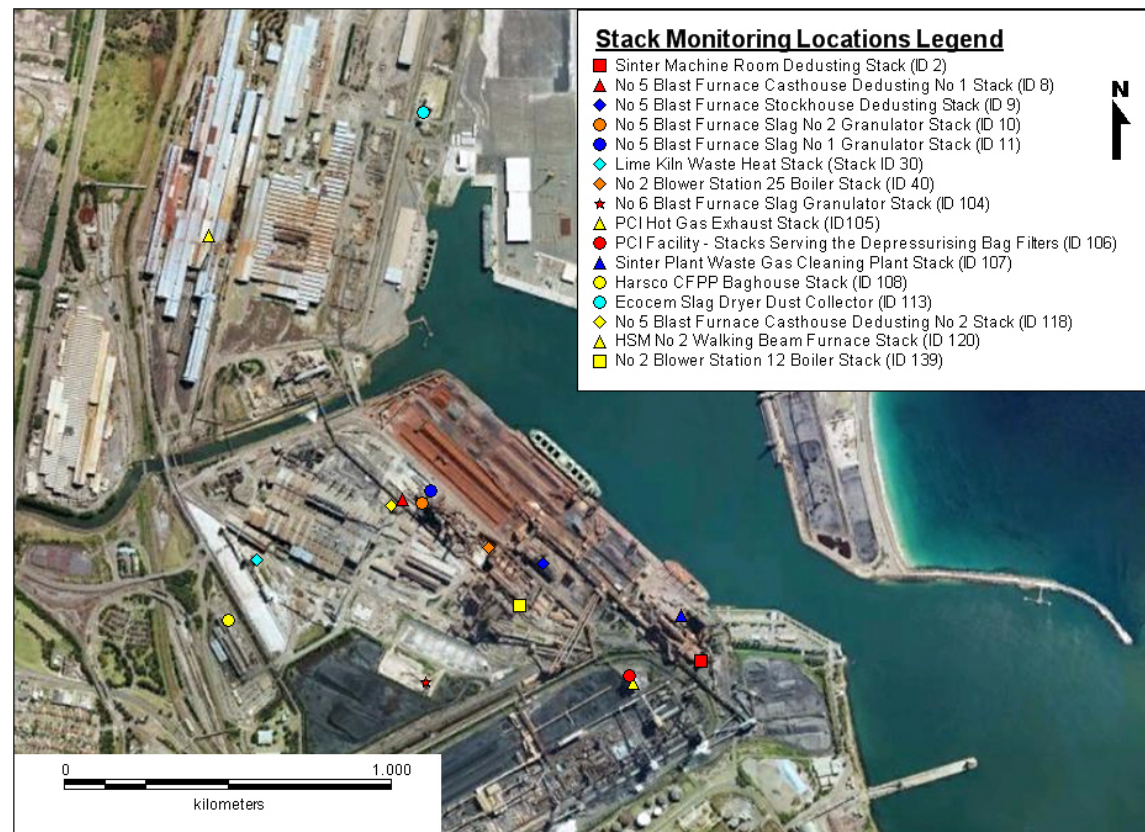 Stack Monitoring Locations Legend
Sinter Machine Room Dedusting Stack (ID 2)
No 5 Blast Furnace Casthouse Dedusting No 1 Stack (ID 8)
No 5 Blast Furnace Stockhouse Dedusting Stack (ID 9)
No 5 Blast Furnace Slag No 2 Granulator Stack (ID 10)
No 5 Blast Furnace Slag No 1 Granulator Stack (ID 11)
Lime Kiln Waste Heat Stack (Stack ID 30)
No 2 Blower Station 25 Boiler Stack (ID 40)
No 6 Blast Furnace Slag Granulator Stack (ID 104)
PCI Hot Gas Exhaust Stack (ID105)
PCI Facility - Stacks Serving the Depressurising Bag Filters (ID 106)
Sinter Plant Waste Gas Cleaning Plant Stack (ID 107)
Harsco CFPP Baghouse Stack (ID 108)
Ecocem Slag Dryer Dust Collector (ID 113)
No 5 Blast Furnace Casthouse Dedusting No 2 Stack (ID 118)
HSM No 2 Walking Beam Furnace Stack (ID 120)
No 2 Blower Station 12 Boiler Stack (ID 139)
N
0 1.000
kilometers